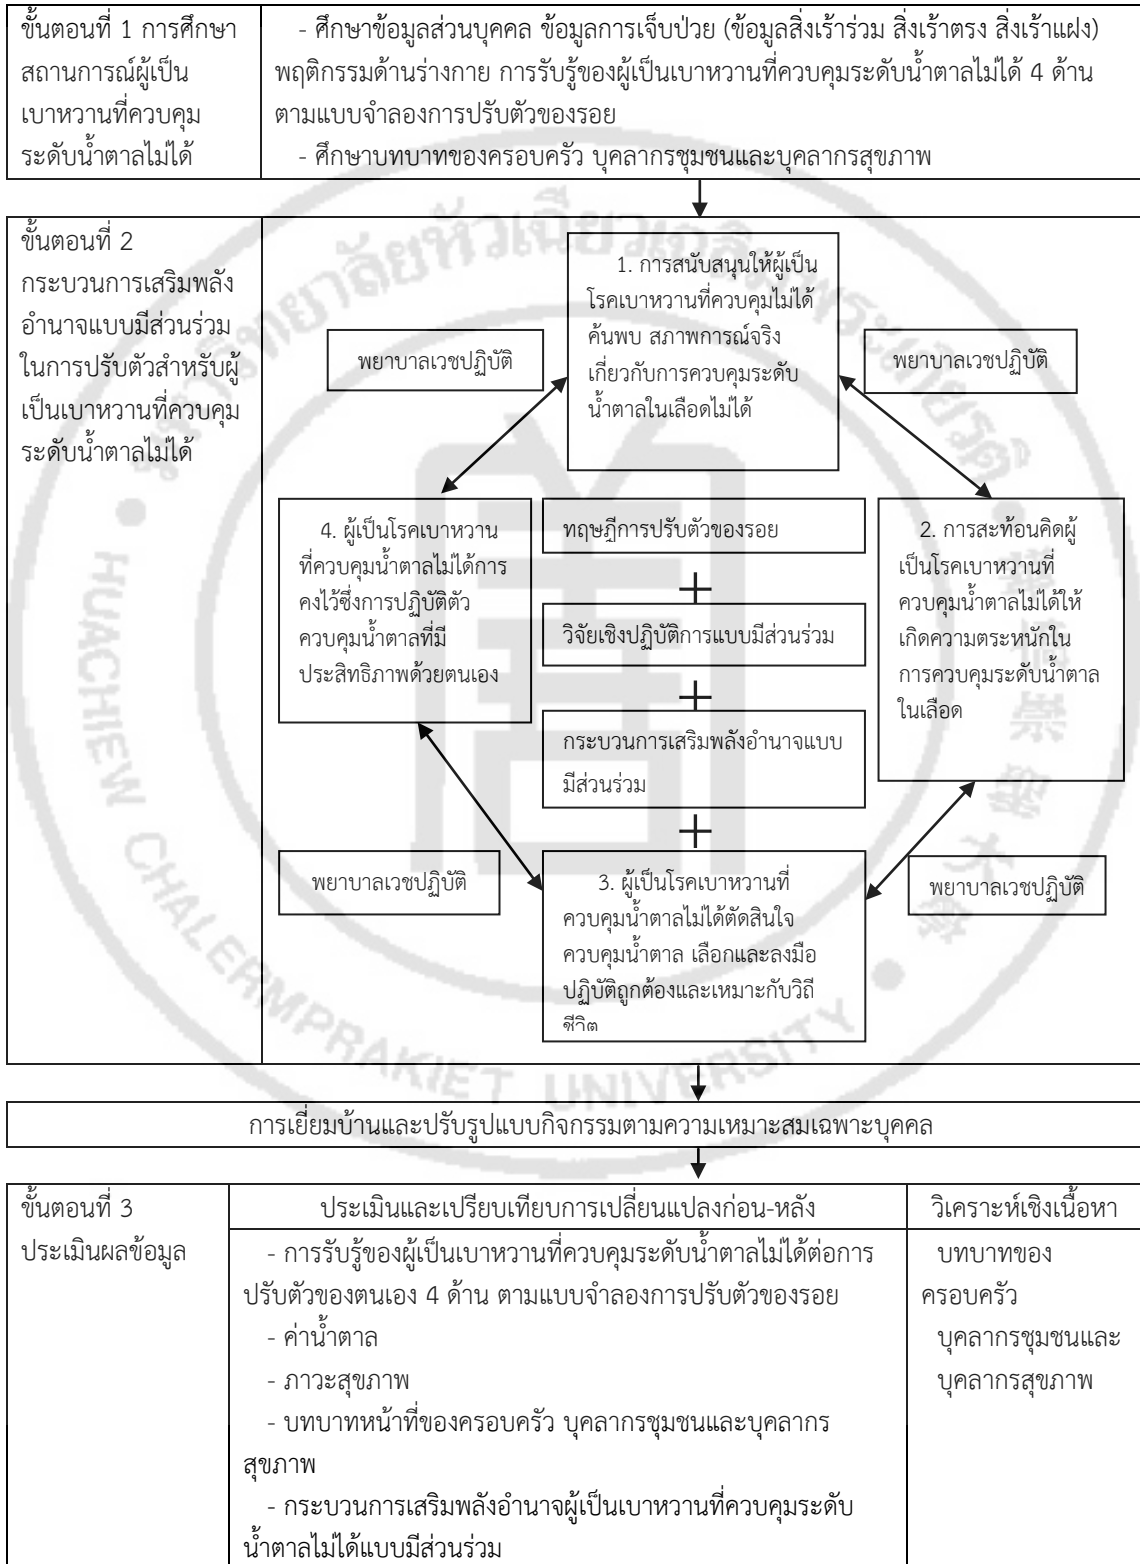 ขั้นตอนที่ 1 การศึกษา
สถานการณ์ผู้เป็น
เบาหวานที่ควบคุม
ระดับน้ำตาลไม่ได้
- ศึกษาข้อมูลส่วนบุคคล ข้อมูลการเจ็บป่วย (ข้อมูลสิ่งเร้าร่วม สิ่งเร้าตรง สิ่งเร้าแฝง)
พฤติกรรมด้านร่างกาย การรับรู้ของผู้เป็นเบาหวานที่ควบคุมระดับน้ำตาลไม่ได้ 4 ด้าน
ตามแบบจำลองการปรับตัวของรอย
- ศึกษาบทบาทของครอบครัว บุคลากรชุมชนและบุคลากรสุขภาพ
ขั้นตอนที่ 2
กระบวนการเสริมพลัง
อำนาจแบบมีส่วนร่วม
ในการปรับตัวสำหรับผู้
เป็นเบาหวานที่ควบคุม
ระดับน้ำตาลไม่ได้
1. การสนับสนุนให้ผู้เป็น
โรคเบาหวานที่ควบคุมไม่ได้
ค้นพบ สภาพการณ์จริง
เกี่ยวกับการควบคุมระดับ
น้ำตาลในเลือดไม่ได้
พยาบาลเวชปฏิบัติ
พยาบาลเวชปฏิบัติ
4. ผู้เป็นโรคเบาหวาน
ที่ควบคุมน้ำตาลไม่ได้การ
คงไว้ซึ่งการปฏิบัติตัว
ควบคุมน้ำตาลที่มี
ประสิทธิภาพด้วยตนเอง
ทฤษฎีการปรับตัวของรอย
+
วิจัยเชิงปฏิบัติการแบบมีส่วนร่วม
+
กระบวนการเสริมพลังอำนาจแบบ
มีส่วนร่วม
+
2. การสะท้อนคิดผู้
เป็นโรคเบาหวานที่
ควบคุมน้ำตาลไม่ได้ให้
เกิดความตระหนักใน
การควบคุมระดับน้ำตาล
ในเลือด
พยาบาลเวชปฏิบัติ
3. ผู้เป็นโรคเบาหวานที่
ควบคุมน้ำตาลไม่ได้ตัดสินใจ
ควบคุมน้ำตาล เลือกและลงมือ
ปฏิบัติถูกต้องและเหมาะกับวิถี
ชีวิต
พยาบาลเวชปฏิบัติ
การเยี่ยมบ้านและปรับรูปแบบกิจกรรมตามความเหมาะสมเฉพาะบุคคล
ขั้นตอนที่ 3
ประเมินผลข้อมูล
ประเมินและเปรียบเทียบการเปลี่ยนแปลงก่อน-หลัง
- การรับรู้ของผู้เป็นเบาหวานที่ควบคุมระดับน้ำตาลไม่ได้ต่อการ
ปรับตัวของตนเอง 4 ด้าน ตามแบบจำลองการปรับตัวของรอย
- ค่าน้ำตาล
- ภาวะสุขภาพ
- บทบาทหน้าที่ของครอบครัว บุคลากรชุมชนและบุคลากร
สุขภาพ
- กระบวนการเสริมพลังอำนาจผู้เป็นเบาหวานที่ควบคุมระดับ
น้ำตาลไม่ได้แบบมีส่วนร่วม
วิเคราะห์เชิงเนื้อหา
บทบาทของ
ครอบครัว
บุคลากรชุมชนและ
บุคลากรสุขภาพ
มหาวิทยาลัยหัวเฉียวเฉลิมพระเกียรติ
HUACHIEW CHALERMPRAKIET UNIVERSITY